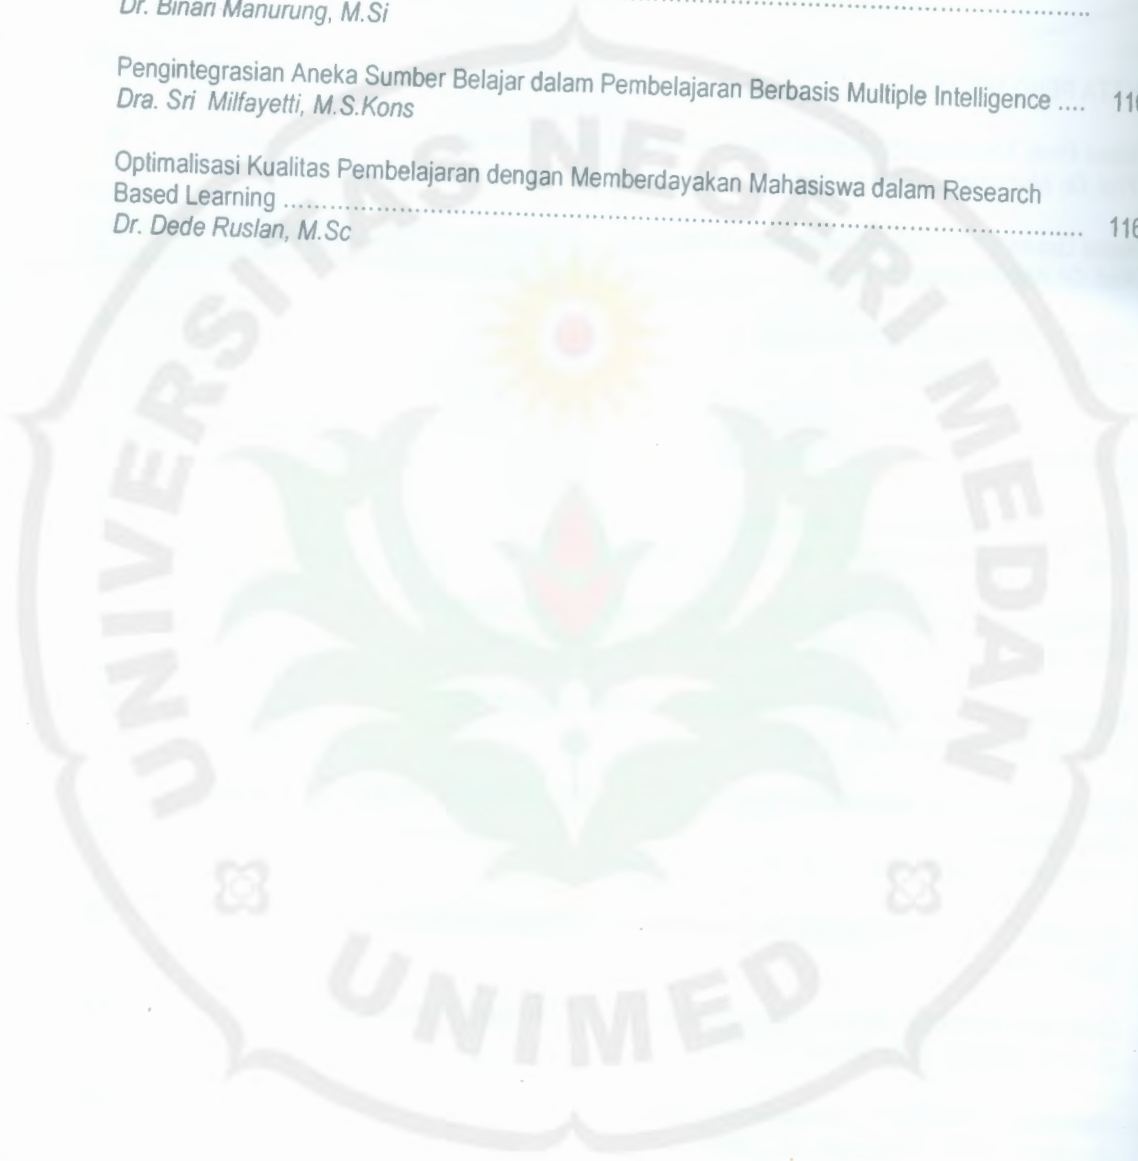 Dr. Binari Manurung, M.Si
Pengintegrasian Aneka Sumber Belajar dalam Pembelajaran Berbasis Multiple Intelligence ....
Dra. Sri Milfayetti, M.S.Kons
Optimalisasi Kualitas Pembelajaran dengan Memberdayakan Mahasiswa dalam Research
Based Learning .................................................................................................... 116
Dr. Dede Ruslan, M.Sc
UNIVERSITAS NEGERI MEDAN
UNIMED